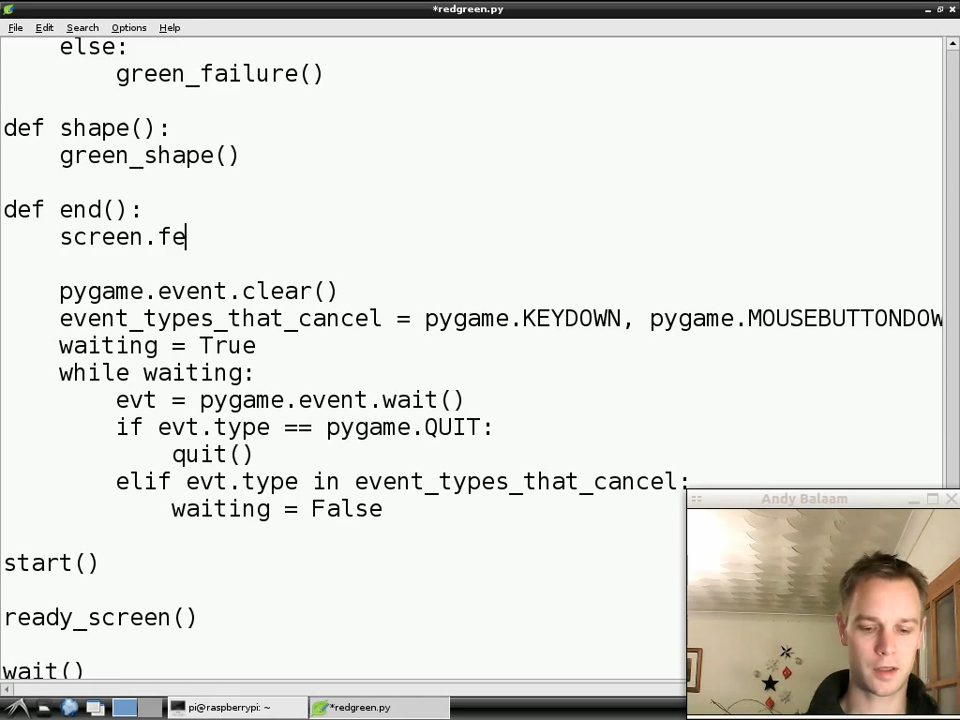 *redgreen.py
File Edit Search Options Help
else:
green_failure()
def shape():
green_shape()
def end():
screen.fe
pygame.event.clear()
event_types_that_cancel = pygame.KEYDOWN, pygame.MOUSEBUTTONDOW
waiting = True
while waiting:
evt = pygame.event.wait()
if evt.type == pygame.QUIT:
quit()
elif evt.type in event_types_that_cancel:
waiting = False
start()
ready_screen()
wait()
Andy Balaam
pi@raspberrypi: ~
*redgreen.py